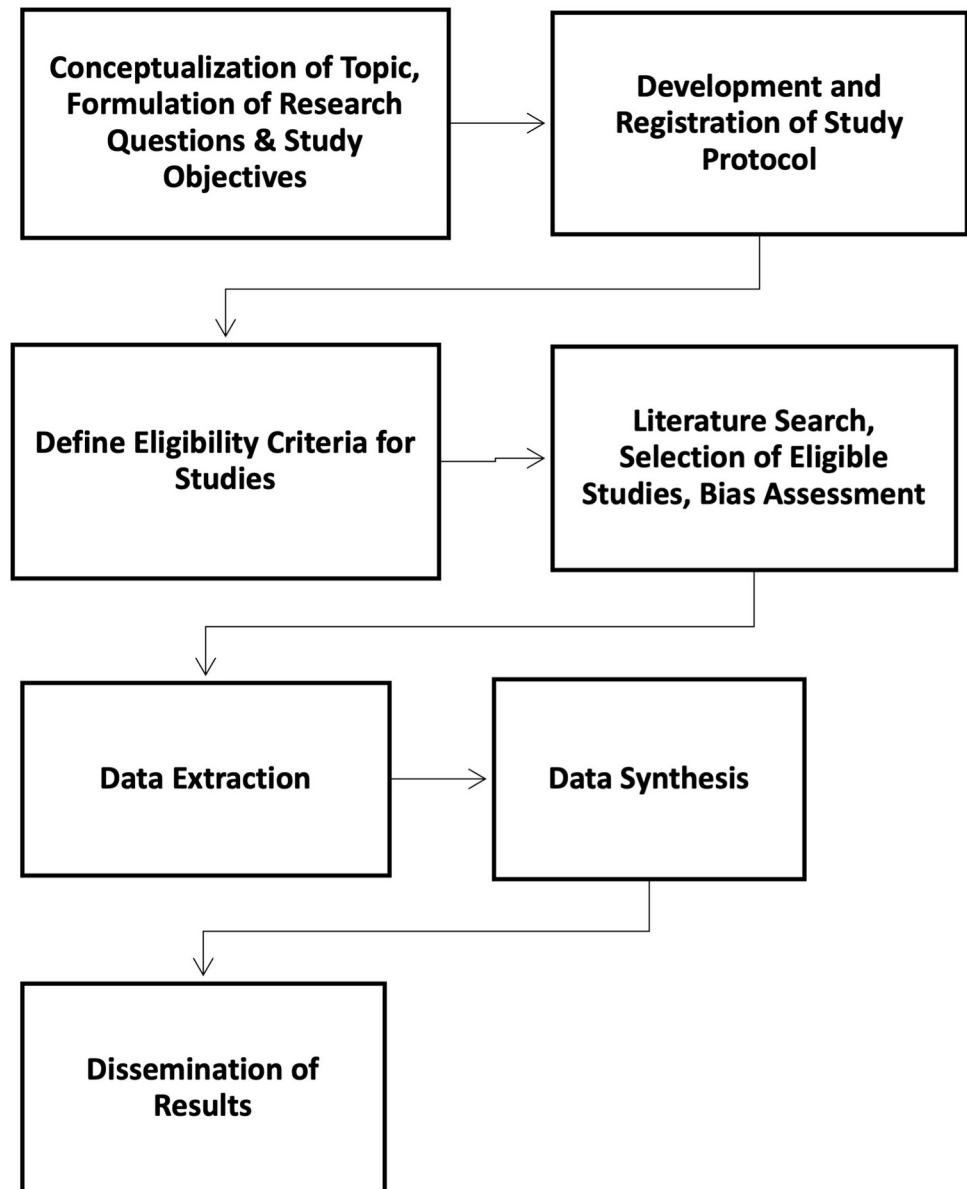 Conceptualization of Topic,
Formulation of Research
Questions & Study
Objectives
Development and
Registration of Study
Protocol
Define Eligibility Criteria for
Studies
Literature Search,
Selection of Eligible
Studies, Bias Assessment
Data Extraction
Data Synthesis
Dissemination of
Results